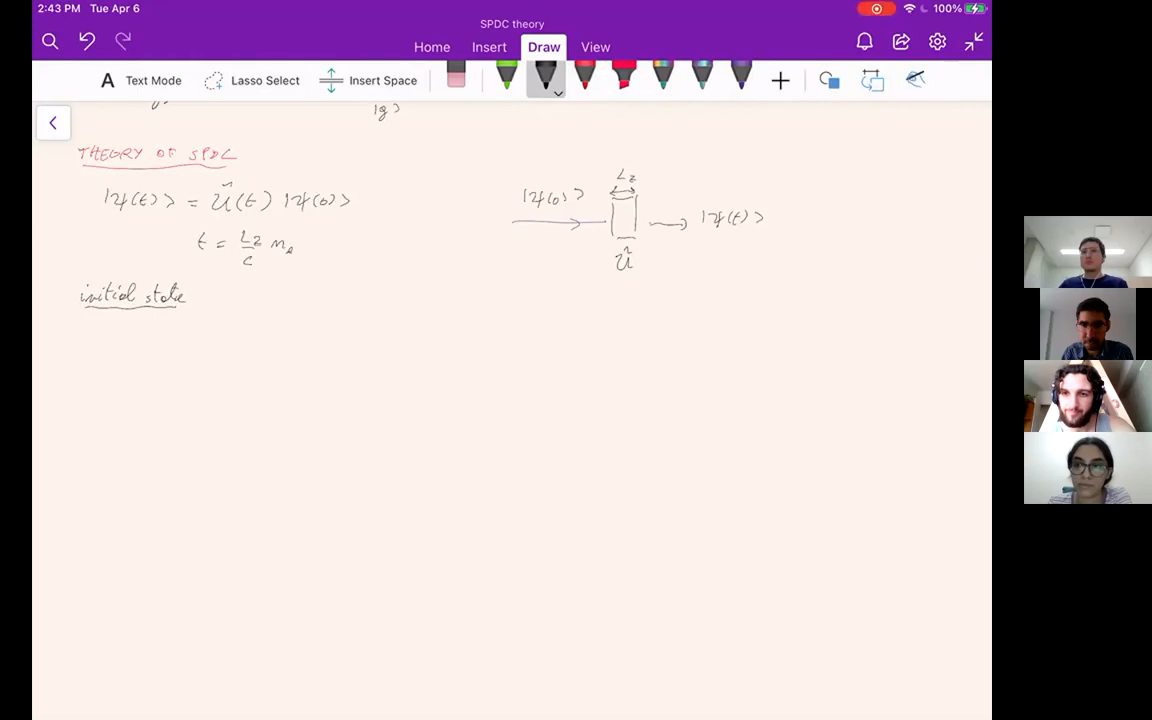 2:43 PM Tue Apr 6
100%
SPDC theory
Home Insert Draw View
Text Mode Lasso Select Insert Space
|g>
THEORY OF SPDC
|ψ(t)> = Û(t) |ψ(0)>
t = Lz/c n
initial state
Lz
|ψ(0)>
|ψ(t)>
Û